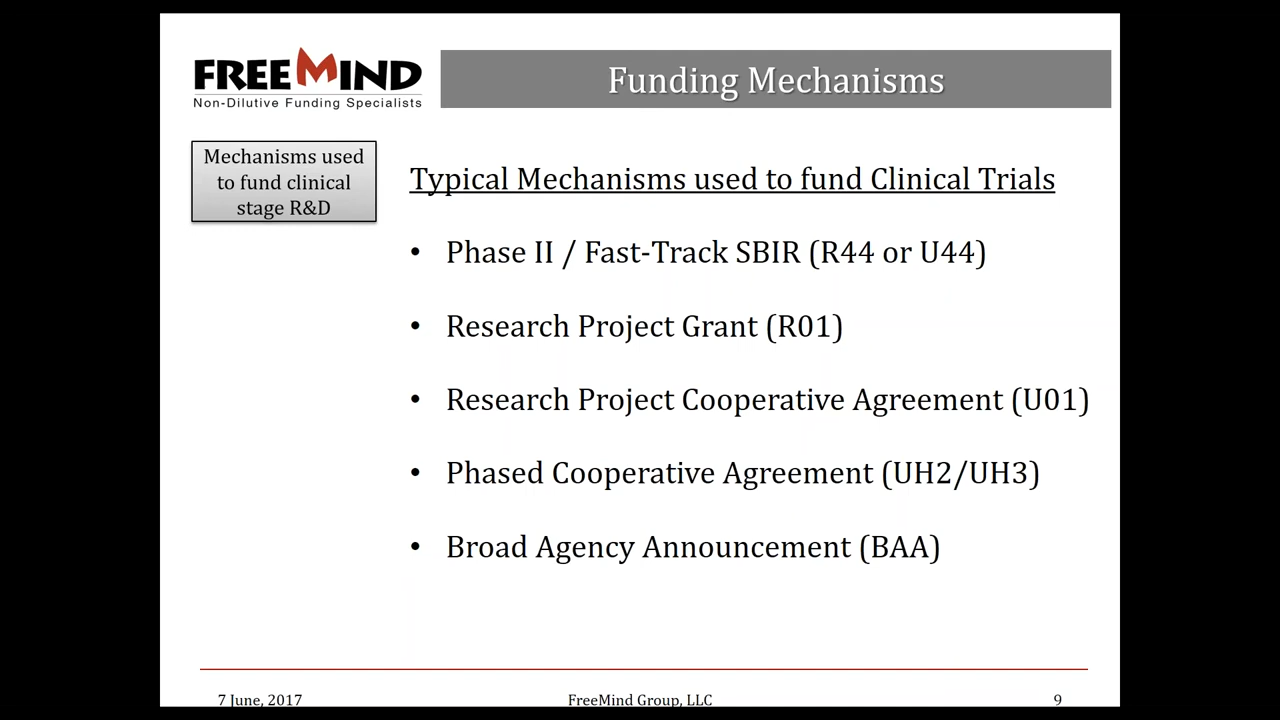 FREEMIND
Non-Dilutive Funding Specialists
Funding Mechanisms
Mechanisms used
to fund clinical
stage R&D
Typical Mechanisms used to fund Clinical Trials
• Phase II / Fast-Track SBIR (R44 or U44)
• Research Project Grant (R01)
• Research Project Cooperative Agreement (U01)
• Phased Cooperative Agreement (UH2/UH3)
• Broad Agency Announcement (BAA)
7 June, 2017
FreeMind Group, LLC
9